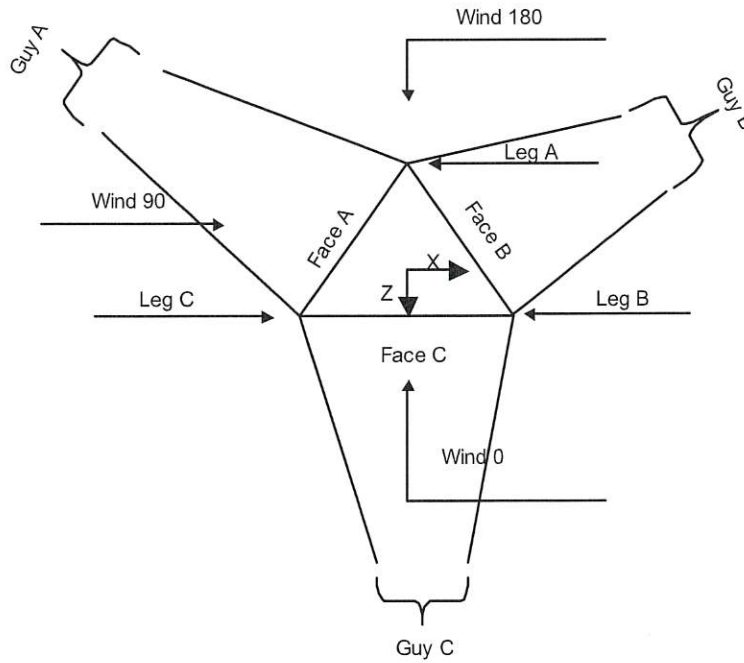 Wind 180
Guy A
Guy B
Leg A
Wind 90
Face A
Face B
X
Z
Leg C
Leg B
Face C
Wind 0
Guy C